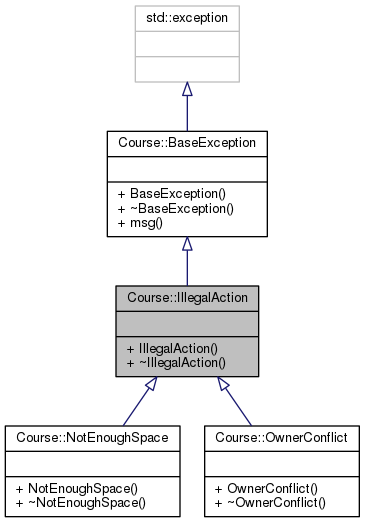 std::exception
Course::BaseException
+ BaseException()
+ ~BaseException()
+ msg()
Course::IllegalAction
+ IllegalAction()
+ ~IllegalAction()
Course::NotEnoughSpace
+ NotEnoughSpace()
+ ~NotEnoughSpace()
Course::OwnerConflict
+ OwnerConflict()
+ ~OwnerConflict()